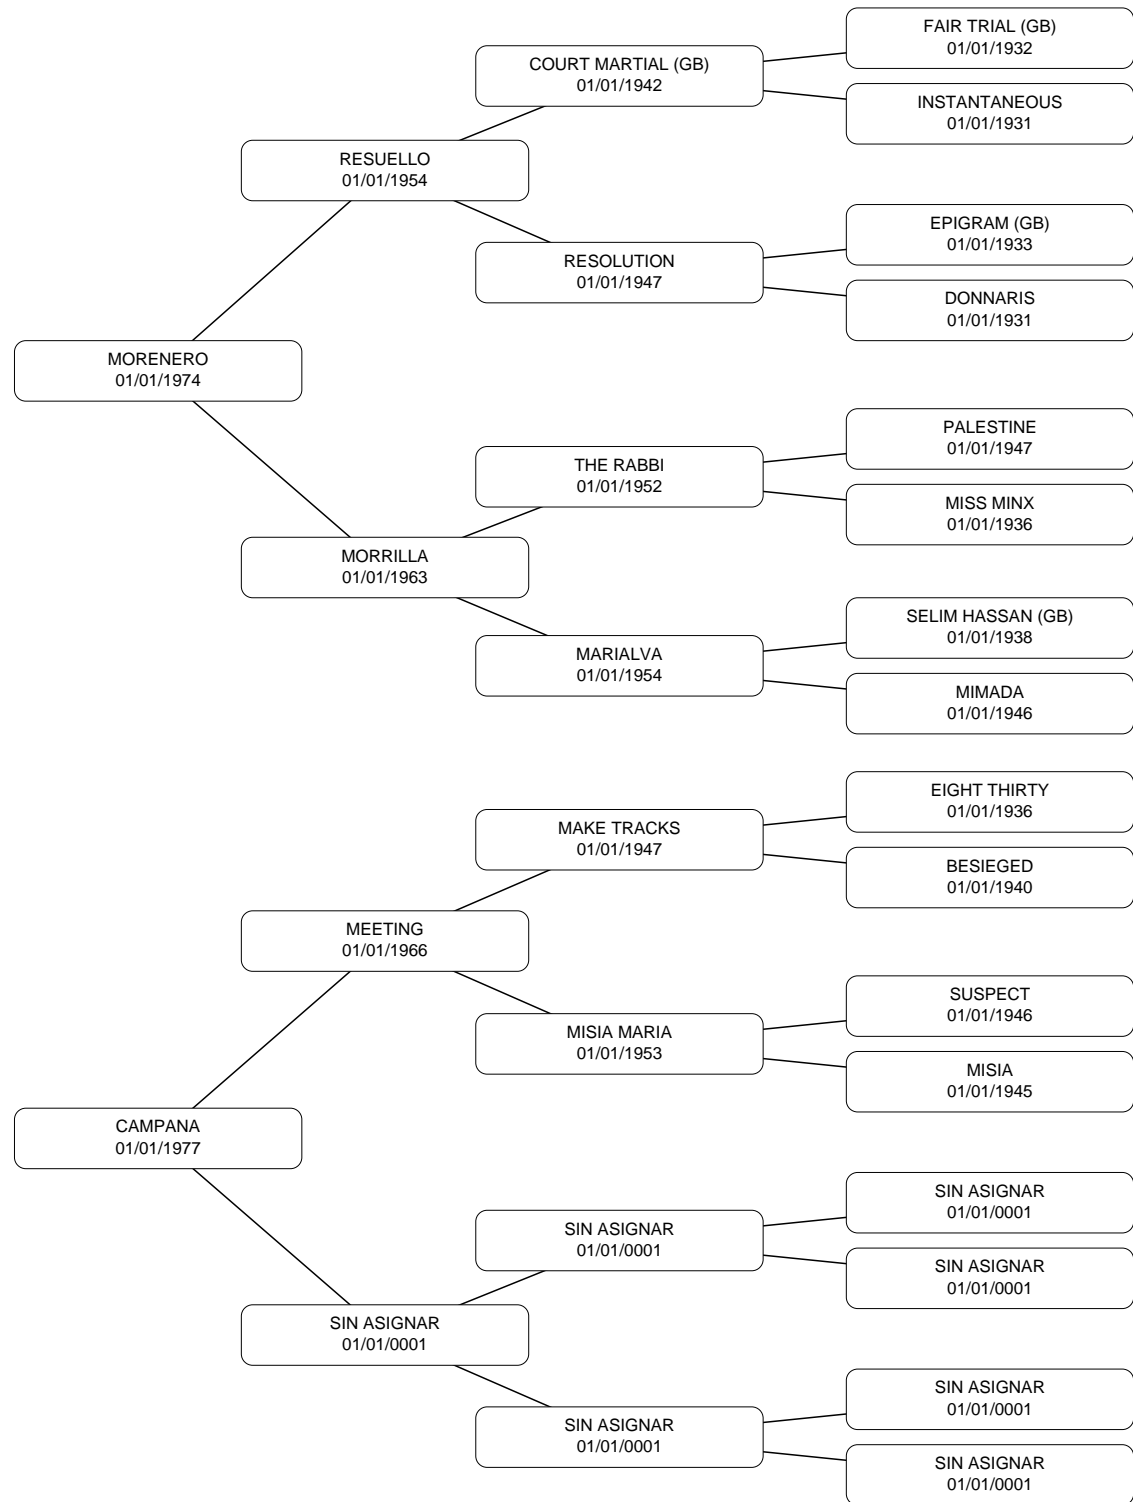 FAIR TRIAL (GB)
01/01/1932
COURT MARTIAL (GB)
01/01/1942
INSTANTANEOUS
01/01/1931
RESUELLO
01/01/1954
EPIGRAM (GB)
01/01/1933
RESOLUTION
01/01/1947
DONNARIS
01/01/1931
MORENERO
01/01/1974
PALESTINE
01/01/1947
THE RABBI
01/01/1952
MISS MINX
01/01/1936
MORRILLA
01/01/1963
SELIM HASSAN (GB)
01/01/1938
MARIALVA
01/01/1954
MIMADA
01/01/1946
EIGHT THIRTY
01/01/1936
MAKE TRACKS
01/01/1947
BESIEGED
01/01/1940
MEETING
01/01/1966
SUSPECT
01/01/1946
MISIA MARIA
01/01/1953
MISIA
01/01/1945
CAMPANA
01/01/1977
SIN ASIGNAR
01/01/0001
SIN ASIGNAR
01/01/0001
SIN ASIGNAR
01/01/0001
SIN ASIGNAR
01/01/0001
SIN ASIGNAR
01/01/0001
SIN ASIGNAR
01/01/0001
SIN ASIGNAR
01/01/0001